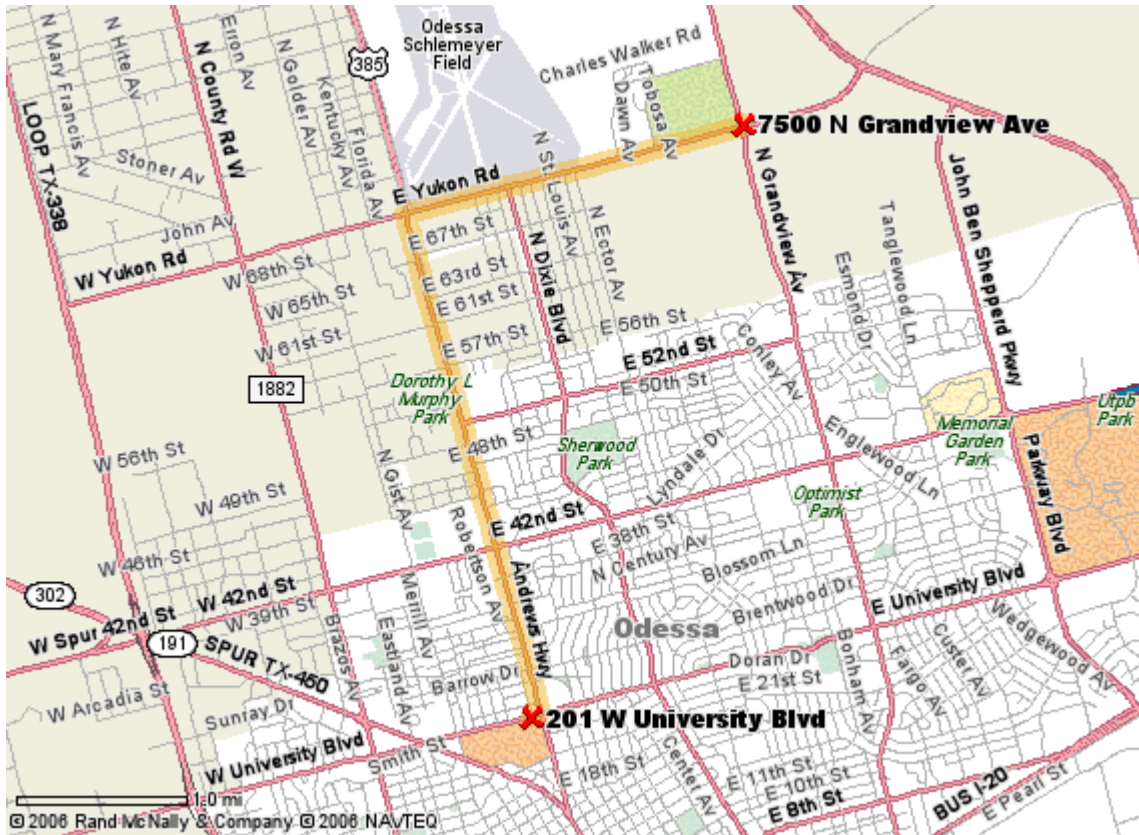 Odessa
Schlemeyer
Field
385
Charles Walker Rd
N Mary Francis Av
N Hite Av
Erron Av
N County Rd W
N Golder Av
Kentucky Av
Florida Av
LOOP TX-338
Stoner Av
John Av
W Yukon Rd
E Yukon Rd
Dawn Av
Tobosa Av
7500 N Grandview Ave
N St. Louis Av
N Ector Av
N Dixie Blvd
N Grandview Av
John Ben Shepperd Pkwy
Tanglewood Ln
Esmond Dr
W 68th St
W 65th St
W 61st St
E 67th St
E 63rd St
E 61st St
E 57th St
E 56th St
E 52nd St
E 50th St
Conley Av
1882
Dorothy L
Murphy
Park
E 48th St
Sherwood
Park
Lyndale Dr
Englewood Ln
Memorial
Garden
Park
Utpb
Park
Optimist
Park
Parkway Blvd
W 56th St
W 49th St
W 46th St
N Gist Av
Robertson Av
E 42nd St
E 38th St
N Century Av
Blossom Ln
Brentwood Dr
E University Blvd
Wedgewood Av
Custer Av
Fargo Av
Bonham Av
302
W 42nd St
W Spur 42nd St
W 39th St
191
SPUR TX-450
Brazos Av
Merrill Av
Eastland Av
Andrews Hwy
Odessa
Barrow Dr
Doran Dr
E 21st St
W Arcadia St
Sunray Dr
201 W University Blvd
W University Blvd
Smith St
E 18th St
Center Av
E 11th St
E 10th St
E 8th St
BUS I-20
E Pearl St
1.0 mi
© 2006 Rand McNally & Company © 2006 NAVTEQ